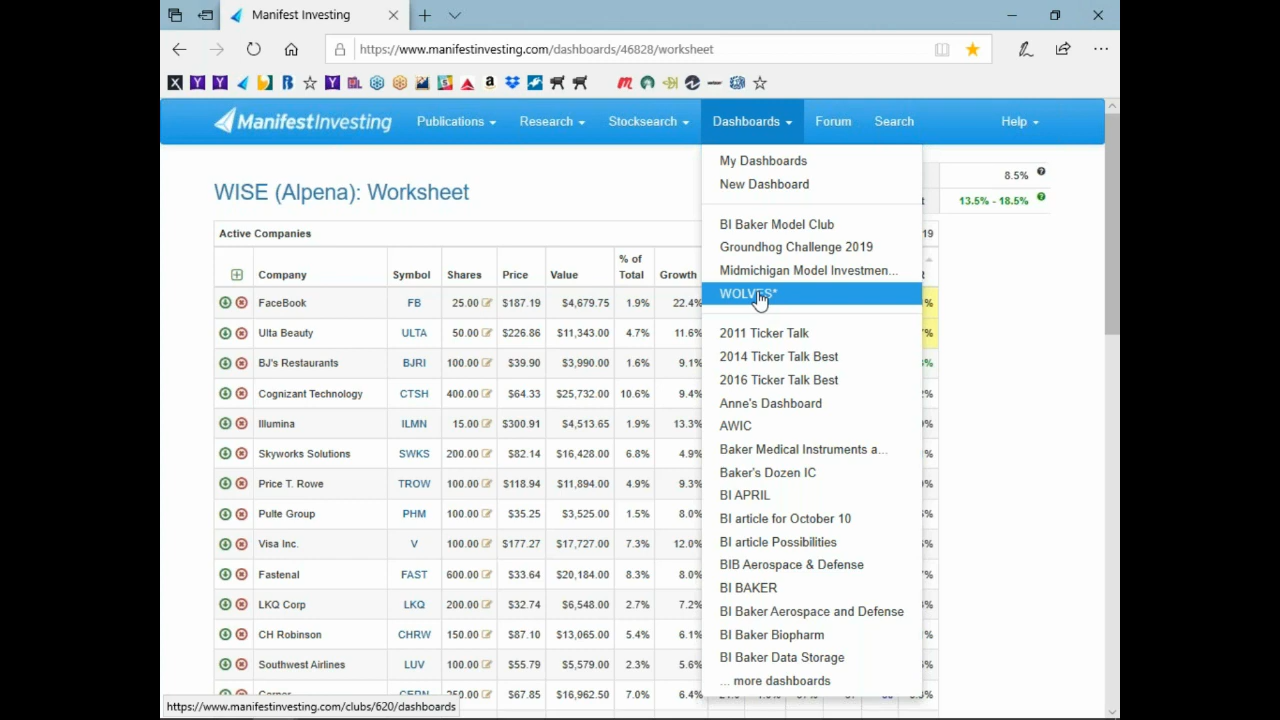 Manifest Investing
https://www.manifestinvesting.com/dashboards/46828/worksheet
ManifestInvesting Publications Research Stocksearch Dashboards Forum Search Help
My Dashboards
New Dashboard
BI Baker Model Club
Groundhog Challenge 2019
Midmichigan Model Investmen...
WOLVES*
2011 Ticker Talk
2014 Ticker Talk Best
2016 Ticker Talk Best
Anne's Dashboard
AWIC
Baker Medical Instruments a...
Baker's Dozen IC
BI APRIL
BI article for October 10
BI article Possibilities
BIB Aerospace & Defense
BI BAKER
BI Baker Aerospace and Defense
BI Baker Biopharm
BI Baker Data Storage
... more dashboards
8.5%
13.5% - 18.5%
WISE (Alpena): Worksheet
Active Companies 19
Company Symbol Shares Price Value % of Total Growth
FaceBook FB 25.00 $187.19 $4,679.75 1.9% 22.4%
Ulta Beauty ULTA 50.00 $226.86 $11,343.00 4.7% 11.6%
BJ's Restaurants BJRI 100.00 $39.90 $3,990.00 1.6% 9.1%
Cognizant Technology CTSH 400.00 $64.33 $25,732.00 10.6% 9.4%
Illumina ILMN 15.00 $300.91 $4,513.65 1.9% 13.3%
Skyworks Solutions SWKS 200.00 $82.14 $16,428.00 6.8% 4.9%
Price T. Rowe TROW 100.00 $118.94 $11,894.00 4.9% 9.3%
Pulte Group PHM 100.00 $35.25 $3,525.00 1.5% 8.0%
Visa Inc. V 100.00 $177.27 $17,727.00 7.3% 12.0%
Fastenal FAST 600.00 $33.64 $20,184.00 8.3% 8.0%
LKQ Corp LKQ 200.00 $32.74 $6,548.00 2.7% 7.2%
CH Robinson CHRW 150.00 $87.10 $13,065.00 5.4% 6.1%
Southwest Airlines LUV 100.00 $55.79 $5,579.00 2.3% 5.6%
Cerner CERN 250.00 $67.85 $16,962.50 7.0% 6.4%
https://www.manifestinvesting.com/clubs/620/dashboards